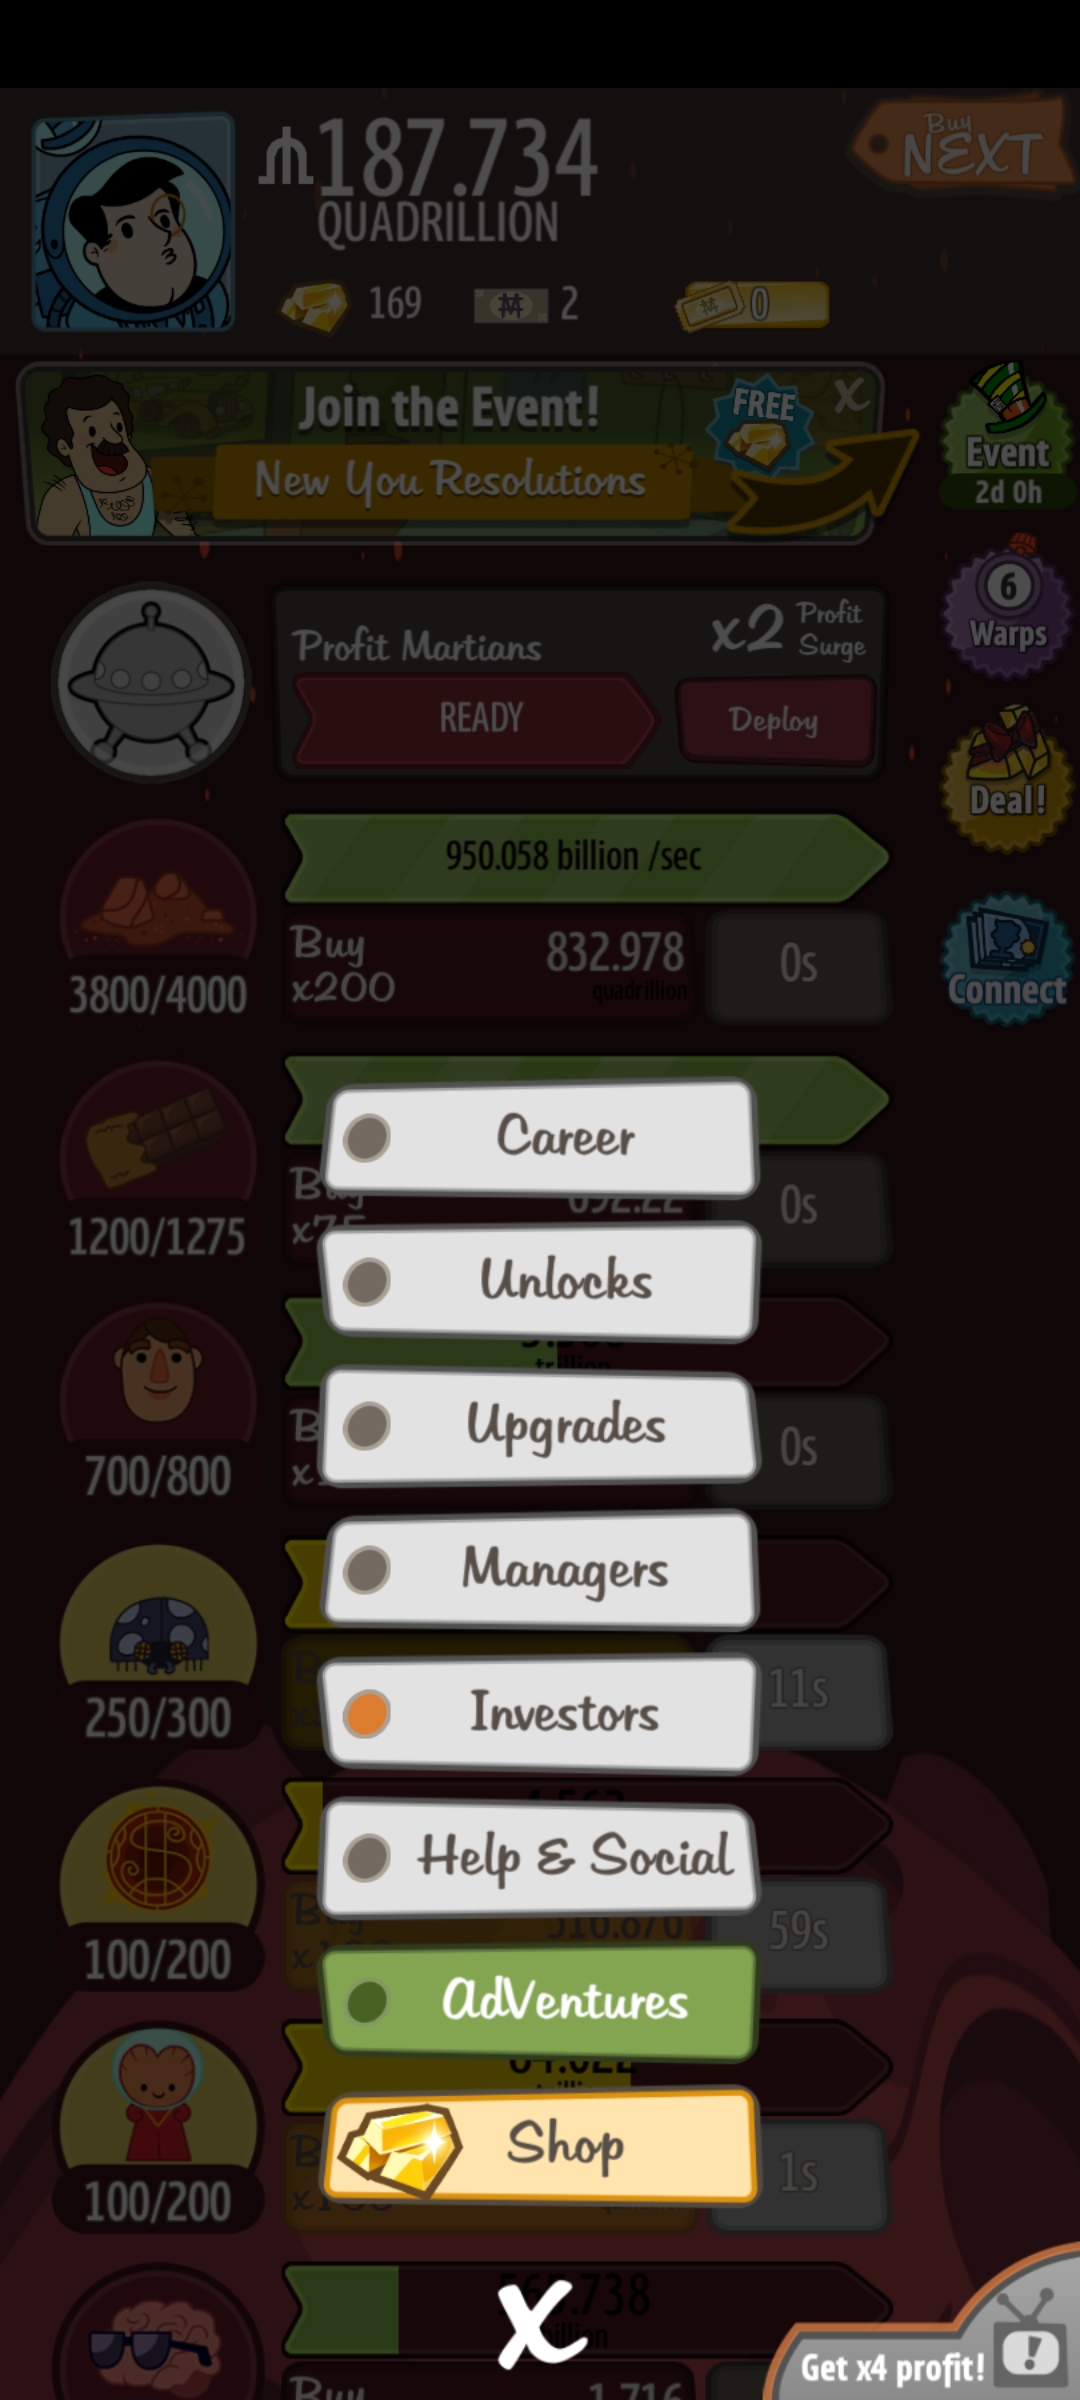 187.734
QUADRILLION
Buy
NEXT
169
2
0
Join the Event!
New You Resolutions
FREE
X
Event
2d 0h
6
Warps
Deal!
Connect
Profit Martians
x2 Profit Surge
READY
Deploy
950.058 billion /sec
3800/4000
Buy x200
832.978
quadrillion
0s
1200/1275
0s
700/800
0s
250/300
11s
100/200
59s
100/200
1s
Career
Unlocks
Upgrades
Managers
Investors
Help & Social
AdVentures
Shop
X
Buy
1.716
Get x4 profit!